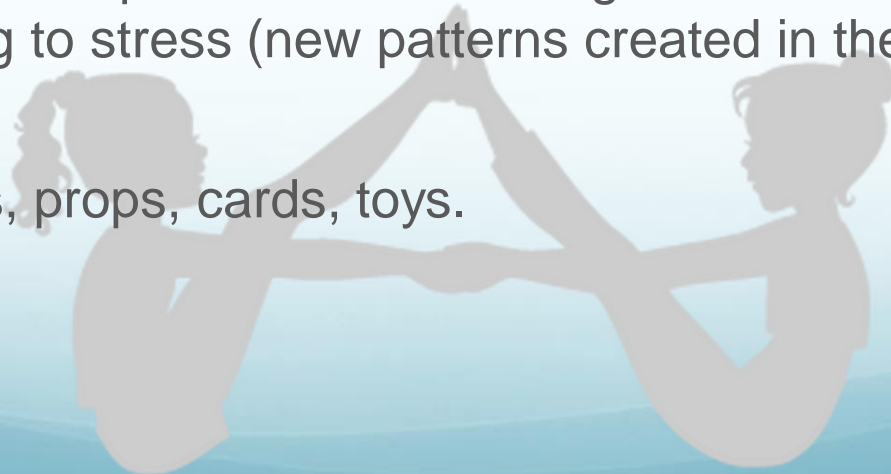 g to stress (new patterns created in the
s, props, cards, toys.